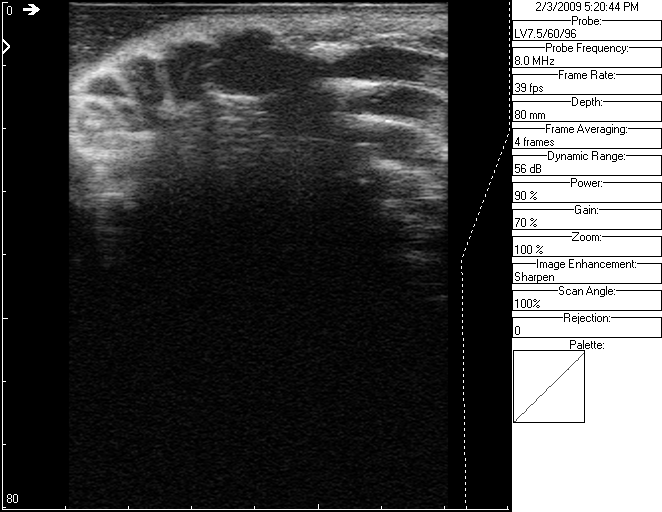 0
2/3/2009 5:20:44 PM
Probe:
LV7.5/60/96
Probe Frequency:
8.0 MHz
Frame Rate:
39 fps
Depth:
80 mm
Frame Averaging:
4 frames
Dynamic Range:
56 dB
Power:
90 %
Gain:
70 %
Zoom:
100 %
Image Enhancement:
Sharpen
Scan Angle:
100%
Rejection:
0
Palette:
80